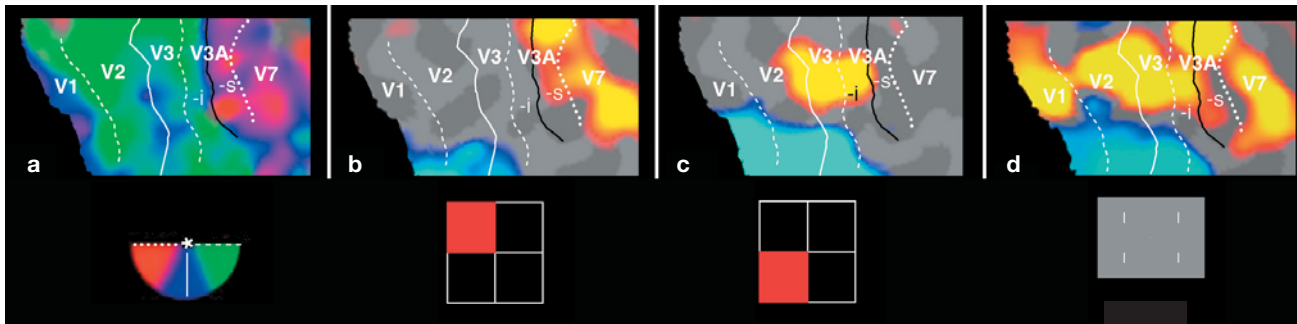 V1 V2 V3 V3A V7 -i -s
a
V1 V2 V3 V3A V7 -i -s
b
V1 V2 V3 V3A V7 -i -s
c
V1 V2 V3 V3A V7 -i -s
d